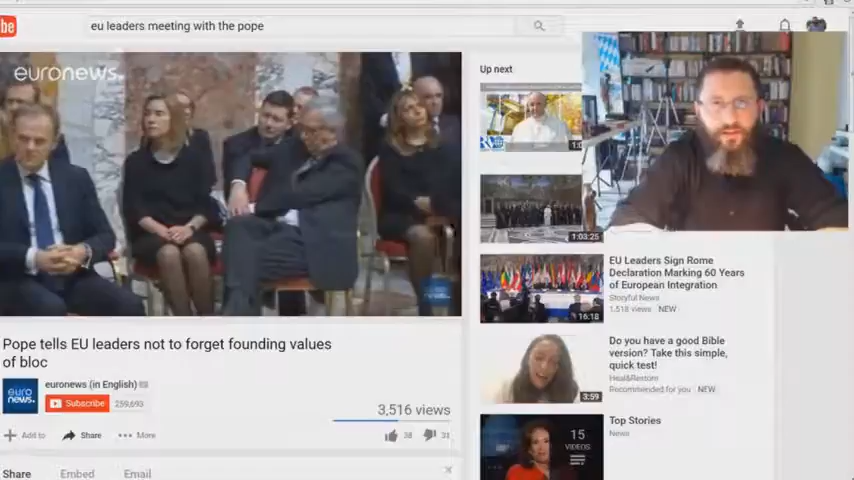 be
eu leaders meeting with the pope
euronews.
Up next
1:03:25
EU Leaders Sign Rome
Declaration Marking 60 Years
of European Integration
Storyful News
1,518 views NEW
16:18
Do you have a good Bible
version? Take this simple,
quick test!
Heal&Restore
Recommended for you NEW
3:59
Top Stories
News
15
VIDEOS
Pope tells EU leaders not to forget founding values
of bloc
euro
news.
euronews (in English)
Subscribe 259,693
3,516 views
Add to Share More
38 31
Share Embed Email